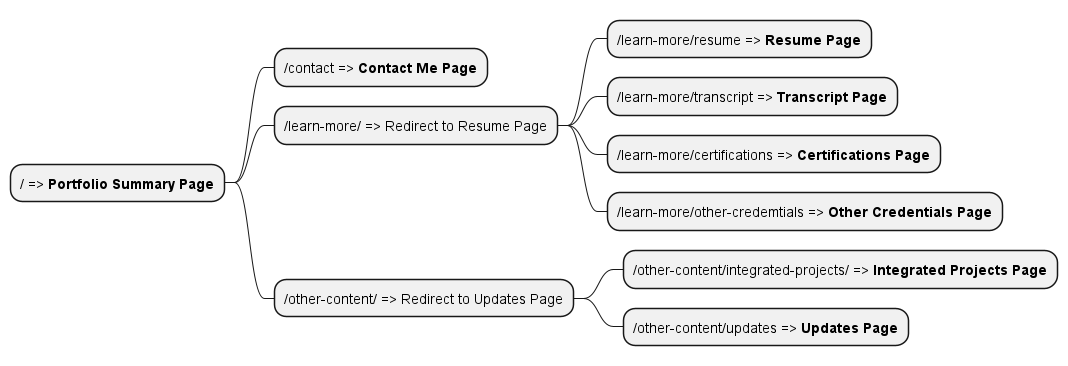 / => Portfolio Summary Page
/contact => Contact Me Page
/learn-more/ => Redirect to Resume Page
/learn-more/resume => Resume Page
/learn-more/transcript => Transcript Page
/learn-more/certifications => Certifications Page
/learn-more/other-credemtials => Other Credentials Page
/other-content/ => Redirect to Updates Page
/other-content/integrated-projects/ => Integrated Projects Page
/other-content/updates => Updates Page